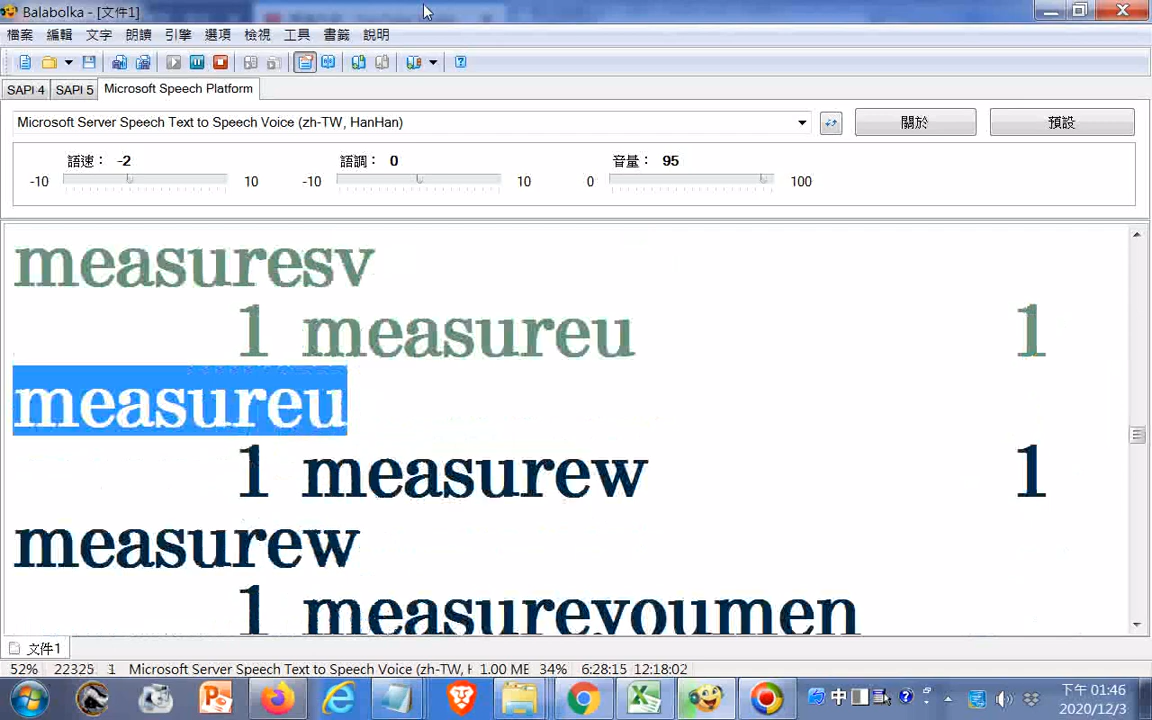 Balabolka - [文件1]
檔案 編輯 文字 朗讀 引擎 選項 檢視 工具 書籤 說明
SAPI 4 SAPI 5 Microsoft Speech Platform
Microsoft Server Speech Text to Speech Voice (zh-TW, HanHan) 關於 預設
語速： -2 語調： 0 音量： 95
-10 10 -10 10 0 100
measuresv
1 measureu 1
measureu
1 measurew 1
measurew
1 measureyoumen
文件1
52% 22325 1 Microsoft Server Speech Text to Speech Voice (zh-TW, H 1.00 ME 34% 6:28:15 12:18:02
中 下午 01:46
2020/12/3